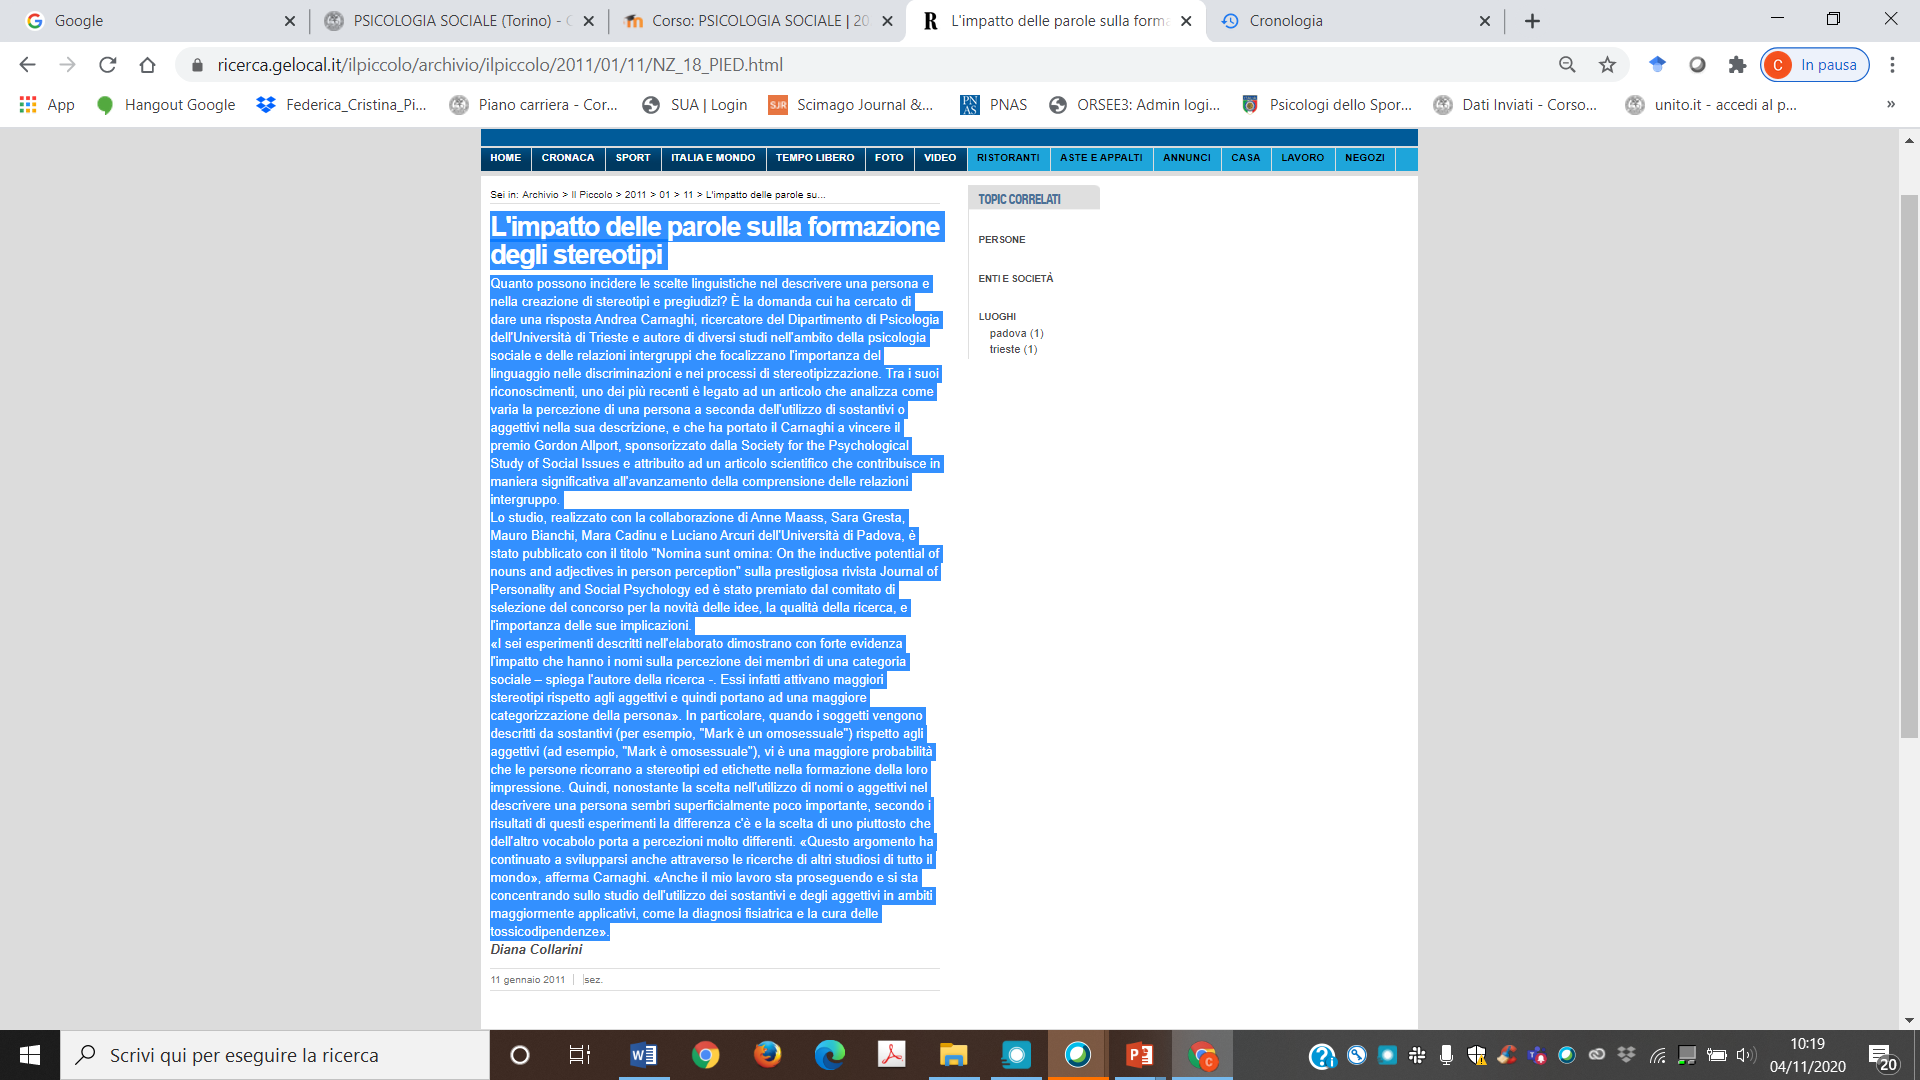 Google
PSICOLOGIA SOCIALE (Torino) - C
Corso: PSICOLOGIA SOCIALE | 20
L'impatto delle parole sulla forma
Cronologia
ricerca.gelocal.it/ilpiccolo/archivio/ilpiccolo/2011/01/11/NZ_18_PIED.html
C In pausa
App
Hangout Google
Federica_Cristina_Pi...
Piano carriera - Cor...
SUA | Login
SJR Scimago Journal &...
PNAS PNAS
ORSEE3: Admin logi...
Psicologi dello Spor...
Dati Inviati - Corso...
unito.it - accedi al p...
»
HOME CRONACA SPORT ITALIA E MONDO TEMPO LIBERO FOTO VIDEO RISTORANTI ASTE E APPALTI ANNUNCI CASA LAVORO NEGOZI
Sei in: Archivio > Il Piccolo > 2011 > 01 > 11 > L'impatto delle parole su...
L'impatto delle parole sulla formazione
degli stereotipi
Quanto possono incidere le scelte linguistiche nel descrivere una persona e
nella creazione di stereotipi e pregiudizi? È la domanda cui ha cercato di
dare una risposta Andrea Carnaghi, ricercatore del Dipartimento di Psicologia
dell'Università di Trieste e autore di diversi studi nell'ambito della psicologia
sociale e delle relazioni intergruppi che focalizzano l'importanza del
linguaggio nelle discriminazioni e nei processi di stereotipizzazione. Tra i suoi
riconoscimenti, uno dei più recenti è legato ad un articolo che analizza come
varia la percezione di una persona a seconda dell'utilizzo di sostantivi o
aggettivi nella sua descrizione, e che ha portato il Carnaghi a vincere il
premio Gordon Allport, sponsorizzato dalla Society for the Psychological
Study of Social Issues e attribuito ad un articolo scientifico che contribuisce in
maniera significativa all'avanzamento della comprensione delle relazioni
intergruppo.
Lo studio, realizzato con la collaborazione di Anne Maass, Sara Gresta,
Mauro Bianchi, Mara Cadinu e Luciano Arcuri dell'Università di Padova, è
stato pubblicato con il titolo "Nomina sunt omina: On the inductive potential of
nouns and adjectives in person perception" sulla prestigiosa rivista Journal of
Personality and Social Psychology ed è stato premiato dal comitato di
selezione del concorso per la novità delle idee, la qualità della ricerca, e
l'importanza delle sue implicazioni.
«I sei esperimenti descritti nell'elaborato dimostrano con forte evidenza
l'impatto che hanno i nomi sulla percezione dei membri di una categoria
sociale – spiega l'autore della ricerca -. Essi infatti attivano maggiori
stereotipi rispetto agli aggettivi e quindi portano ad una maggiore
categorizzazione della persona». In particolare, quando i soggetti vengono
descritti da sostantivi (per esempio, "Mark è un omosessuale") rispetto agli
aggettivi (ad esempio, "Mark è omosessuale"), vi è una maggiore probabilità
che le persone ricorrano a stereotipi ed etichette nella formazione della loro
impressione. Quindi, nonostante la scelta nell'utilizzo di nomi o aggettivi nel
descrivere una persona sembri superficialmente poco importante, secondo i
risultati di questi esperimenti la differenza c'è e la scelta di uno piuttosto che
dell'altro vocabolo porta a percezioni molto differenti. «Questo argomento ha
continuato a svilupparsi anche attraverso le ricerche di altri studiosi di tutto il
mondo», afferma Carnaghi. «Anche il mio lavoro sta proseguendo e si sta
concentrando sullo studio dell'utilizzo dei sostantivi e degli aggettivi in ambiti
maggiormente applicativi, come la diagnosi fisiatrica e la cura delle
tossicodipendenze».
Diana Collarini
11 gennaio 2011 | |sez.
TOPIC CORRELATI
PERSONE
ENTI E SOCIETÀ
LUOGHI
padova (1)
trieste (1)
Scrivi qui per eseguire la ricerca
10:19
04/11/2020
20